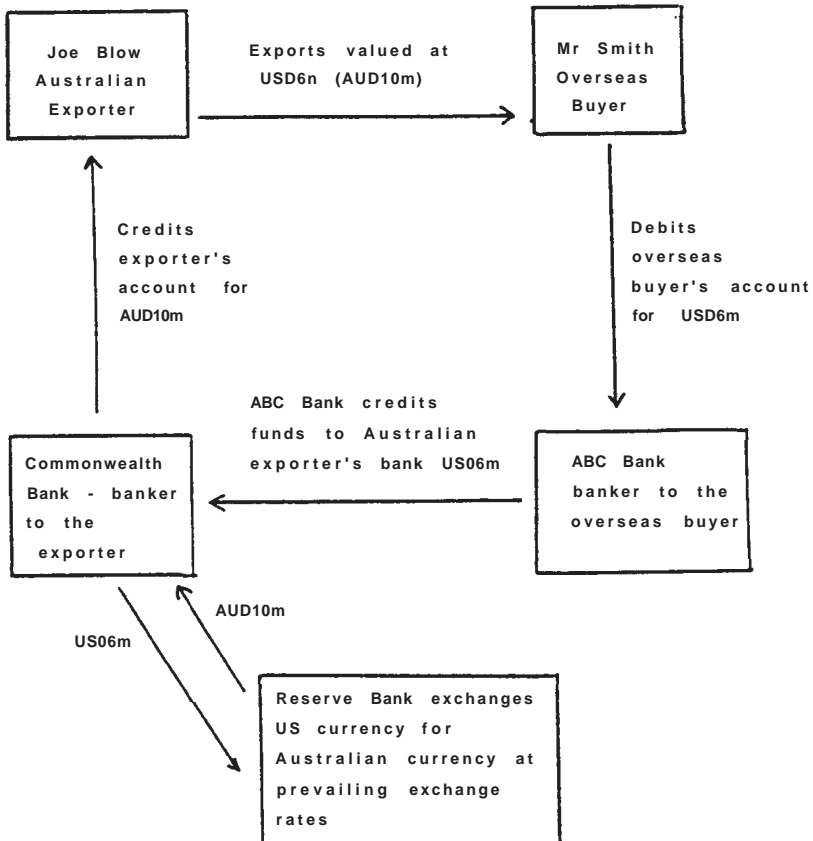 Joe Blow
Australian
Exporter
Exports valued at
USD6n (AUD10m)
Mr Smith
Overseas
Buyer
Credits
exporter's
account for
AUD10m
Debits
overseas
buyer's account
for USD6m
ABC Bank credits
funds to Australian
exporter's bank US06m
Commonwealth
Bank - banker
to the
exporter
ABC Bank
banker to the
overseas buyer
AUD10m
US06m
Reserve Bank exchanges
US currency for
Australian currency at
prevailing exchange
rates